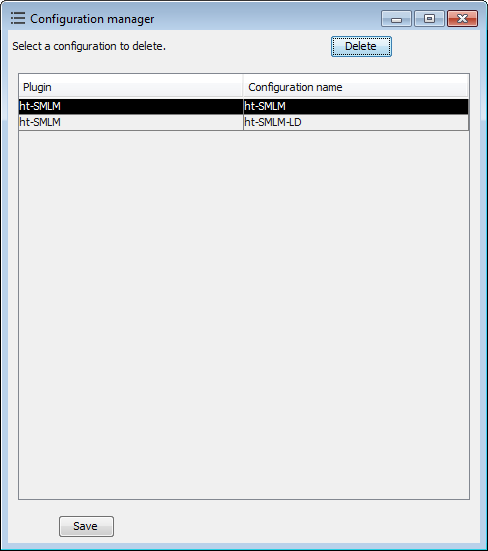 Configuration manager
Select a configuration to delete. Delete
Plugin Configuration name
ht-SMLM ht-SMLM
ht-SMLM ht-SMLM-LD
Save